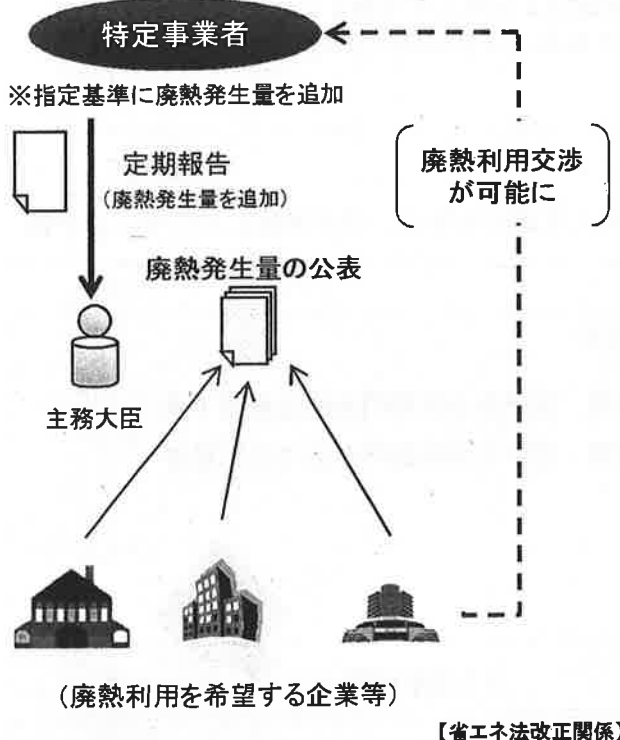 特定事業者
※指定基準に廃熱発生量を追加
定期報告
(廃熱発生量を追加)
廃熱利用交渉
が可能に
廃熱発生量の公表
主務大臣
(廃熱利用を希望する企業等)
【省エネ法改正関係】